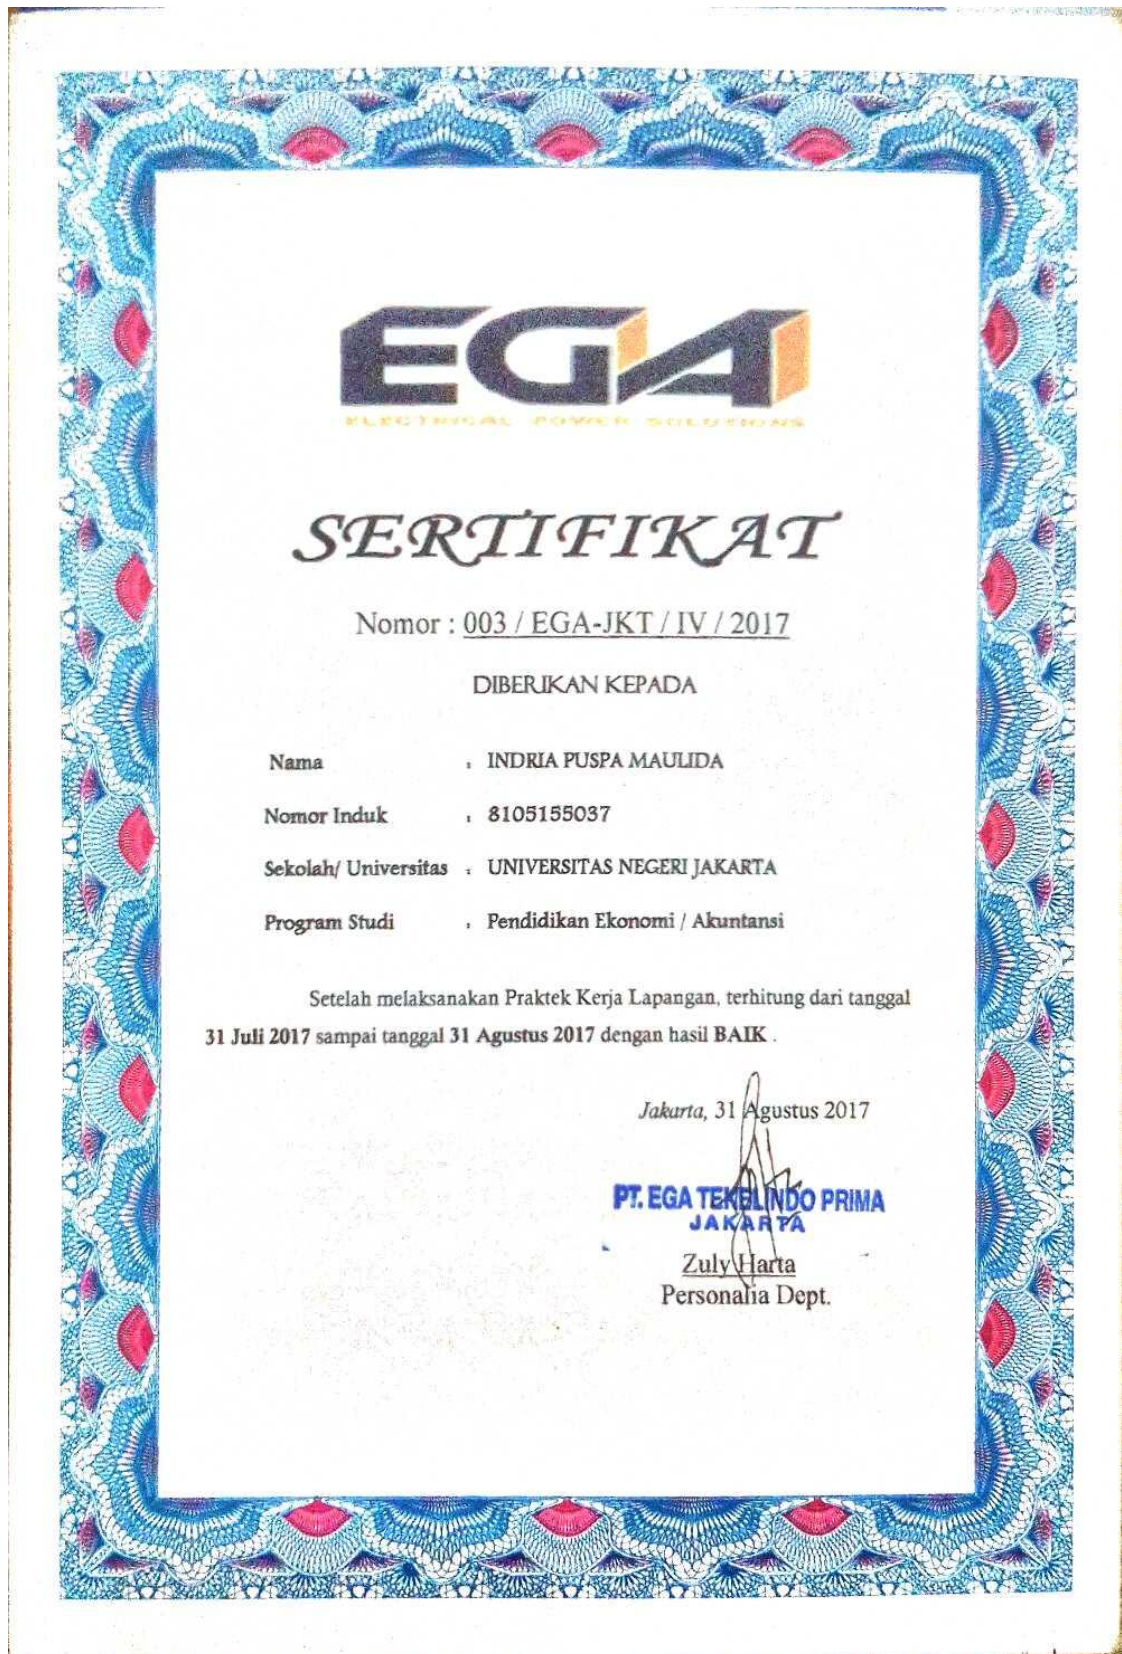 EGA
ELECTRICAL POWER SOLUTIONS
SERTIFIKAT
Nomor : 003 / EGA-JKT / IV / 2017
DIBERIKAN KEPADA
Nama : INDRIA PUSPA MAULIDA
Nomor Induk : 8105155037
Sekolah/ Universitas : UNIVERSITAS NEGERI JAKARTA
Program Studi : Pendidikan Ekonomi / Akuntansi
Setelah melaksanakan Praktek Kerja Lapangan, terhitung dari tanggal
31 Juli 2017 sampai tanggal 31 Agustus 2017 dengan hasil BAIK .
Jakarta, 31 Agustus 2017
PT. EGA TEKELINDO PRIMA
JAKARTA
Zuly Harta
Personalia Dept.